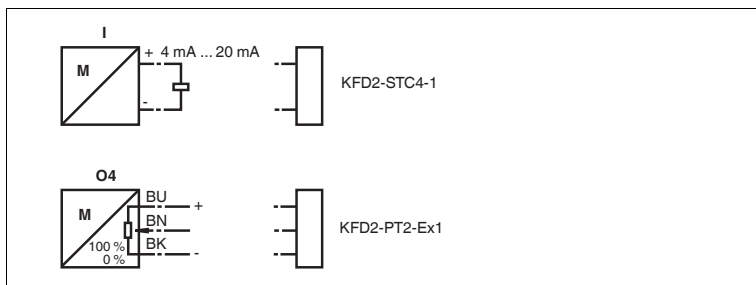 I
M
+ 4 mA ... 20 mA
-
KFD2-STC4-1
O4
M
BU +
BN
BK -
100 %
0 %
KFD2-PT2-Ex1